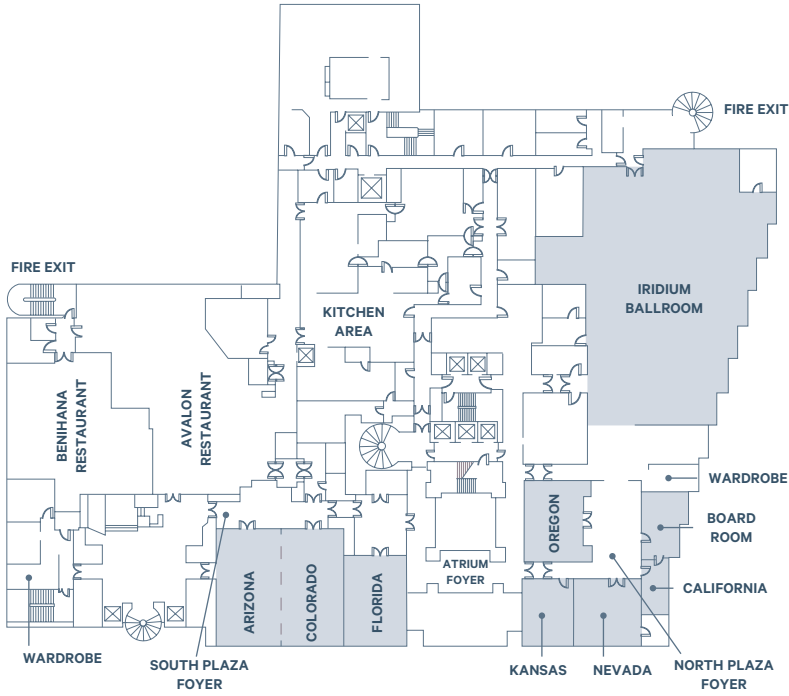 FIRE EXIT
FIRE EXIT
IRIDIUM
BALLROOM
KITCHEN
AREA
BENIHANA
RESTAURANT
AVALON
RESTAURANT
WARDROBE
OREGON
BOARD
ROOM
ATRIUM
FOYER
CALIFORNIA
ARIZONA
COLORADO
FLORIDA
WARDROBE
SOUTH PLAZA
FOYER
KANSAS
NEVADA
NORTH PLAZA
FOYER